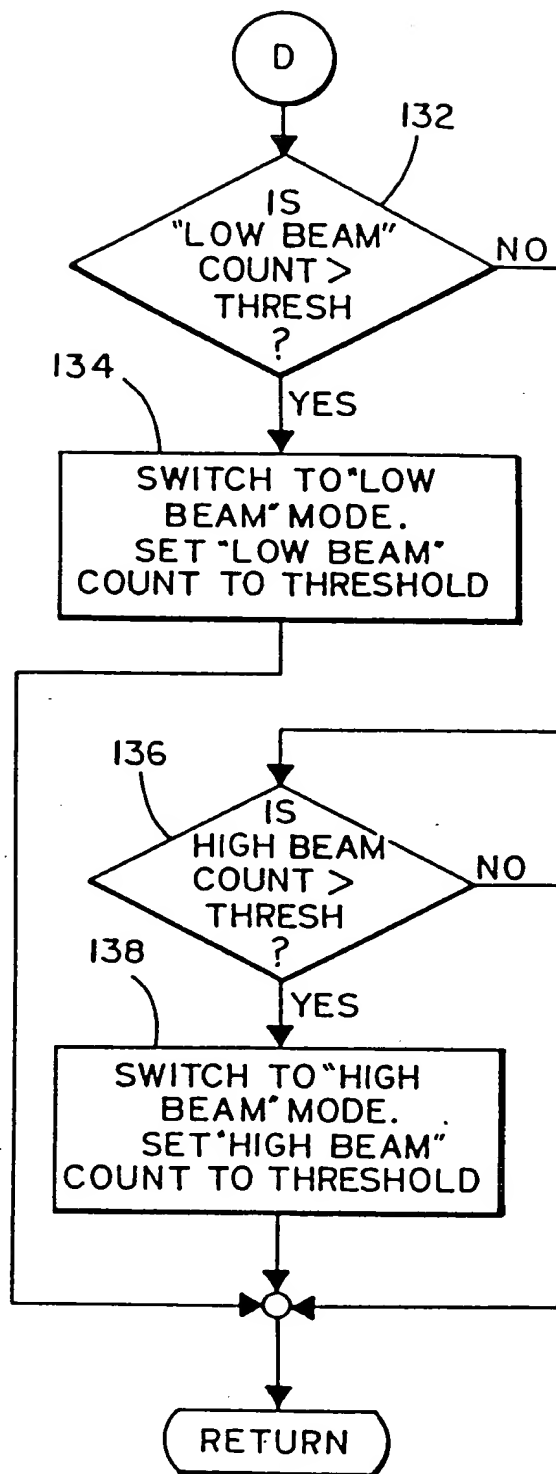 D
132
IS
"LOW BEAM"
COUNT >
THRESH
?
NO
134
YES
SWITCH TO "LOW
BEAM" MODE.
SET "LOW BEAM"
COUNT TO THRESHOLD
136
IS
HIGH BEAM
COUNT >
THRESH
?
NO
138
YES
SWITCH TO "HIGH
BEAM" MODE.
SET "HIGH BEAM"
COUNT TO THRESHOLD
RETURN